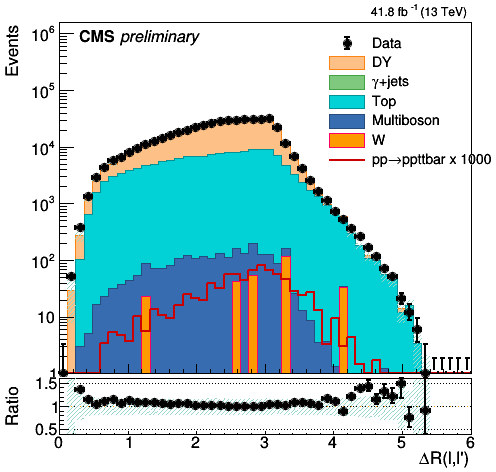 41.8 fb⁻¹ (13 TeV)
Events
CMS preliminary
Data
DY
γ+jets
Top
Multiboson
W
pp→ppttbar x 1000
10⁶
10⁵
10⁴
10³
10²
10
1
Ratio
1.5
1
0.5
0 1 2 3 4 5 6
ΔR(l,l')